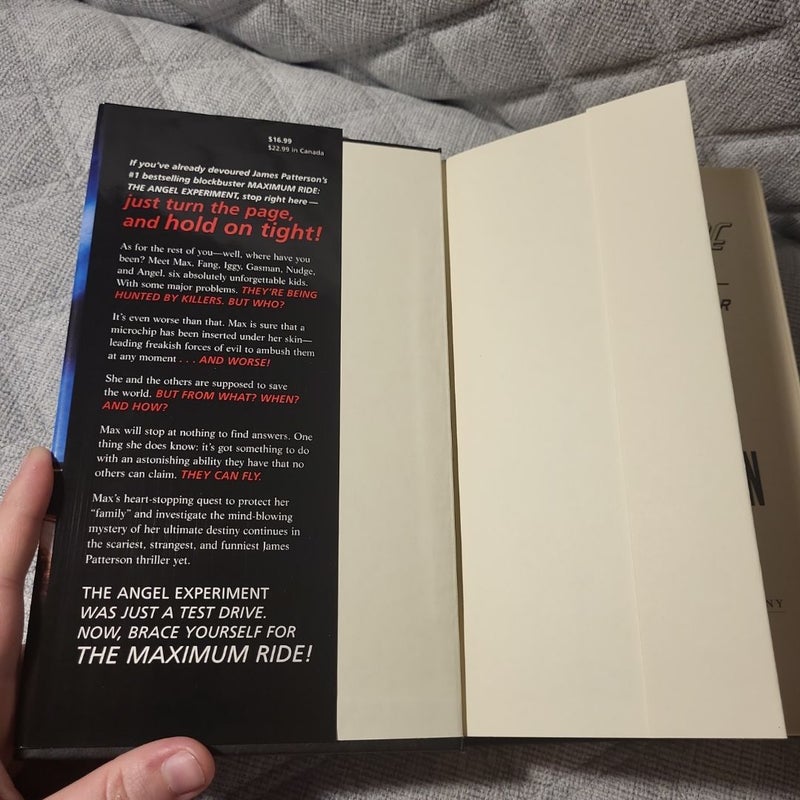 $16.99
$22.99 in Canada
If you've already devoured James Patterson's
#1 bestselling blockbuster MAXIMUM RIDE:
THE ANGEL EXPERIMENT, stop right here—
just turn the page,
and hold on tight!
As for the rest of you—well, where have you
been? Meet Max, Fang, Iggy, Gasman, Nudge,
and Angel, six absolutely unforgettable kids.
With some major problems. THEY'RE BEING
HUNTED BY KILLERS. BUT WHO?
It's even worse than that. Max is sure that a
microchip has been inserted under her skin—
leading freakish forces of evil to ambush them
at any moment . . . AND WORSE!
She and the others are supposed to save
the world. BUT FROM WHAT? WHEN?
AND HOW?
Max will stop at nothing to find answers. One
thing she does know: it's got something to do
with an astonishing ability they have that no
others can claim. THEY CAN FLY.
Max's heart-stopping quest to protect her
"family" and investigate the mind-blowing
mystery of her ultimate destiny continues in
the scariest, strangest, and funniest James
Patterson thriller yet.
THE ANGEL EXPERIMENT
WAS JUST A TEST DRIVE.
NOW, BRACE YOURSELF FOR
THE MAXIMUM RIDE!
R
N
NY